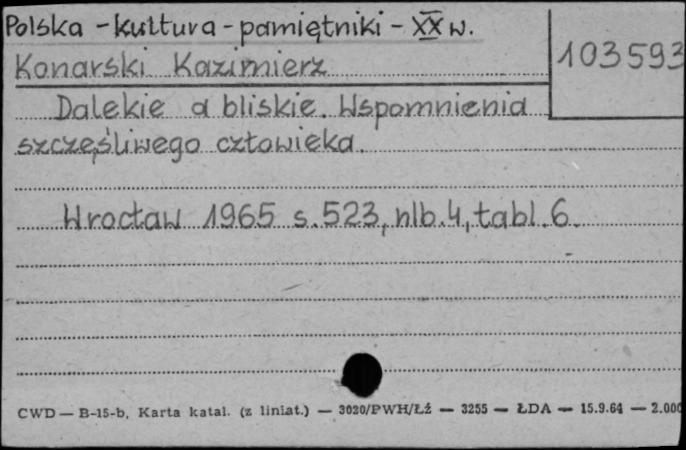 Polska - kultura - pamiętniki - XX w.
103593
Konarski Kazimierz
Dalekie a bliskie. Wspomnienia
szczęśliwego człowieka.
Wrocław 1965 s. 523, nlb. 4, tabl. 6.
CWD — B-15-b, Karta katal. (z liniat.) — 3020/PWH/Łź — 3255 — ŁDA — 15.9.64 — 2.000